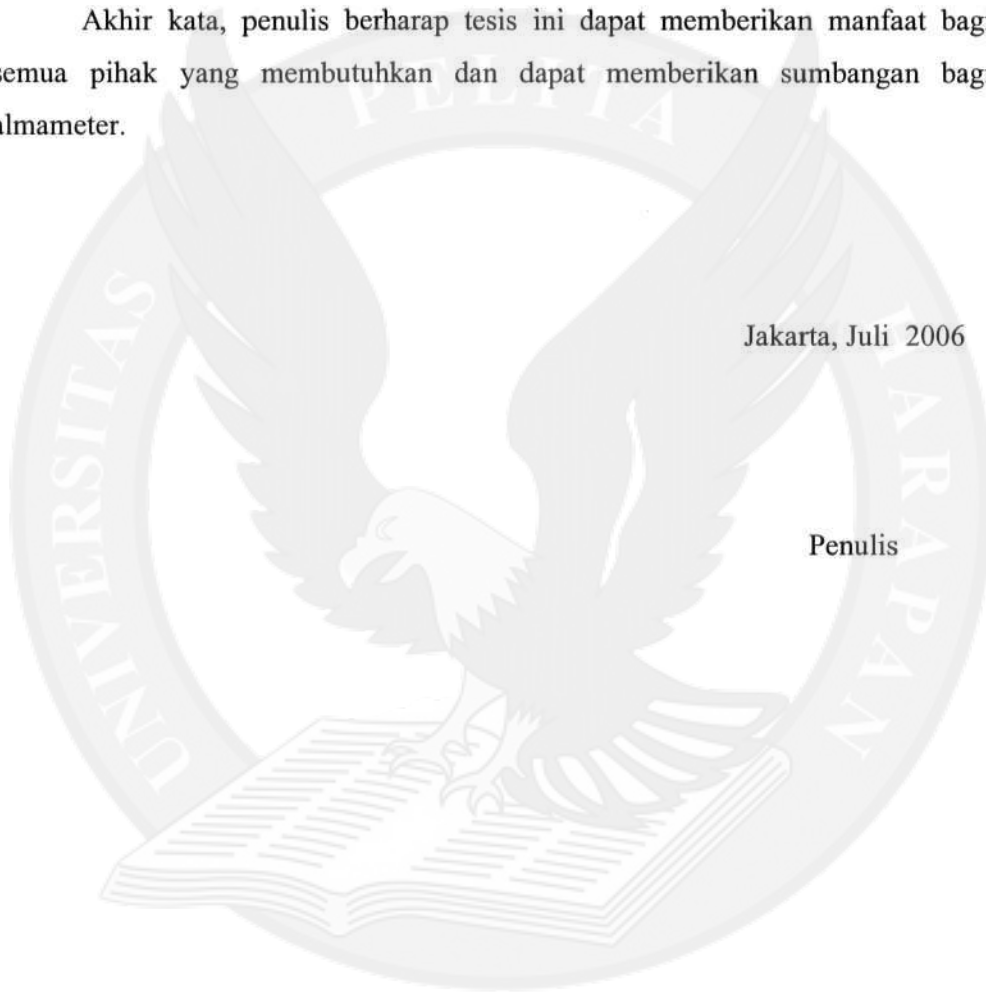 Akhir kata, penulis berharap tesis ini dapat memberikan manfaat bag
semua pihak yang membutuhkan dan dapat memberikan sumbangan bag
almameter.
PELITA
UNIVERSITAS
HARAPAN
Jakarta, Juli 2006
Penulis